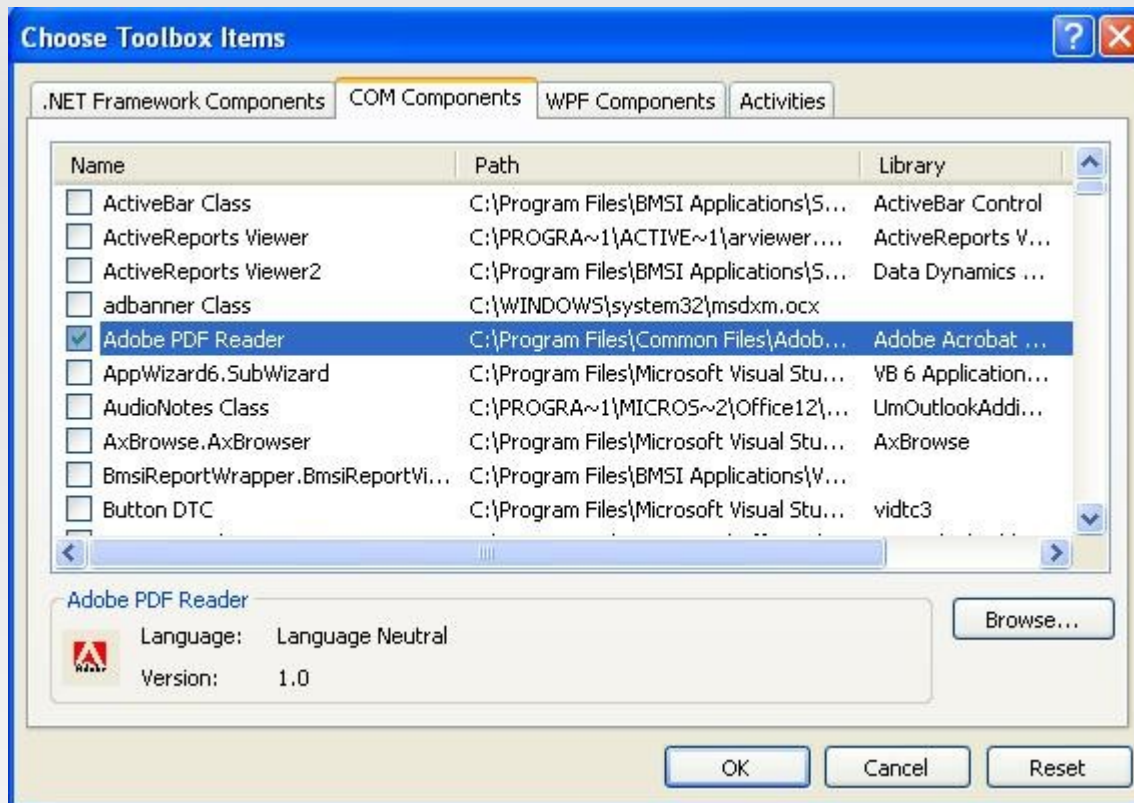 Choose Toolbox Items
.NET Framework Components COM Components WPF Components Activities
Name Path Library
ActiveBar Class C:\Program Files\BMSI Applications\S... ActiveBar Control
ActiveReports Viewer C:\PROGRA~1\ACTIVE~1\arviewer.... ActiveReports V...
ActiveReports Viewer2 C:\Program Files\BMSI Applications\S... Data Dynamics ...
adbanner Class C:\WINDOWS\system32\msdxm.ocx
Adobe PDF Reader C:\Program Files\Common Files\Adob... Adobe Acrobat ...
AppWizard6.SubWizard C:\Program Files\Microsoft Visual Stu... VB 6 Application...
AudioNotes Class C:\PROGRA~1\MICROS~2\Office12\... UmOutlookAddi...
AxBrowse.AxBrowser C:\Program Files\Microsoft Visual Stu... AxBrowse
BmsiReportWrapper.BmsiReportVi... C:\Program Files\BMSI Applications\V...
Button DTC C:\Program Files\Microsoft Visual Stu... vidtc3
Adobe PDF Reader
Language: Language Neutral
Adobe
Version: 1.0
Browse...
OK Cancel Reset